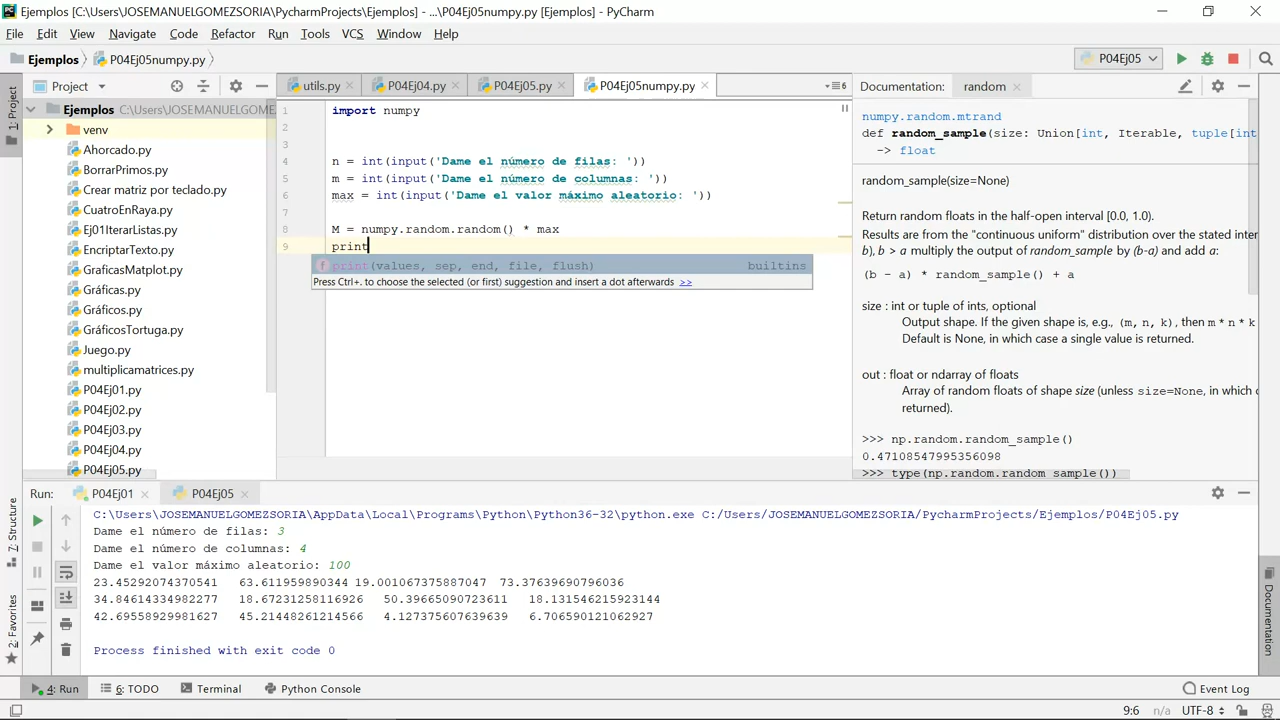 Ejemplos [C:\Users\JOSEMANUELGOMEZSORIA\PycharmProjects\Ejemplos] - ...\P04Ej05numpy.py [Ejemplos] - PyCharm
File Edit View Navigate Code Refactor Run Tools VCS Window Help
Ejemplos P04Ej05numpy.py P04Ej05
1: Project
Project
utils.py P04Ej04.py P04Ej05.py P04Ej05numpy.py 6
Documentation: random
Ejemplos C:\Users\JOSEMANUELGOMEZ
venv
Ahorcado.py
BorrarPrimos.py
Crear matriz por teclado.py
CuatroEnRaya.py
Ej01IterarListas.py
EncriptarTexto.py
GraficasMatplot.py
Gráficas.py
Gráficos.py
GráficosTortuga.py
Juego.py
multiplicamatrices.py
P04Ej01.py
P04Ej02.py
P04Ej03.py
P04Ej04.py
P04Ej05.py
1 import numpy
2
3
4 n = int(input('Dame el número de filas: '))
5 m = int(input('Dame el número de columnas: '))
6 max = int(input('Dame el valor máximo aleatorio: '))
7
8 M = numpy.random.random() * max
9 print
f print(values, sep, end, file, flush) builtins
Press Ctrl+. to choose the selected (or first) suggestion and insert a dot afterwards >>
numpy.random.mtrand
def random_sample(size: Union[int, Iterable, tuple[int
-> float
random_sample(size=None)
Return random floats in the half-open interval [0.0, 1.0).
Results are from the "continuous uniform" distribution over the stated inter
b), b > a multiply the output of random_sample by (b-a) and add a:
(b - a) * random_sample() + a
size : int or tuple of ints, optional
Output shape. If the given shape is, e.g., (m, n, k), then m * n * k
Default is None, in which case a single value is returned.
out : float or ndarray of floats
Array of random floats of shape size (unless size=None, in which c
returned).
>>> np.random.random_sample()
0.47108547995356098
>>> type(np.random.random_sample())
Run: P04Ej01 P04Ej05
C:\Users\JOSEMANUELGOMEZSORIA\AppData\Local\Programs\Python\Python36-32\python.exe C:/Users/JOSEMANUELGOMEZSORIA/PycharmProjects/Ejemplos/P04Ej05.py
Dame el número de filas: 3
Dame el número de columnas: 4
Dame el valor máximo aleatorio: 100
23.45292074370541 63.611959890344 19.001067375887047 73.37639690796036
34.84614334982277 18.67231258116926 50.39665090723611 18.131546215923144
42.69558929981627 45.21448261214566 4.127375607639639 6.706590121062927
Process finished with exit code 0
7: Structure
2: Favorites
Documentation
4: Run 6: TODO Terminal Python Console Event Log
9:6 n/a UTF-8